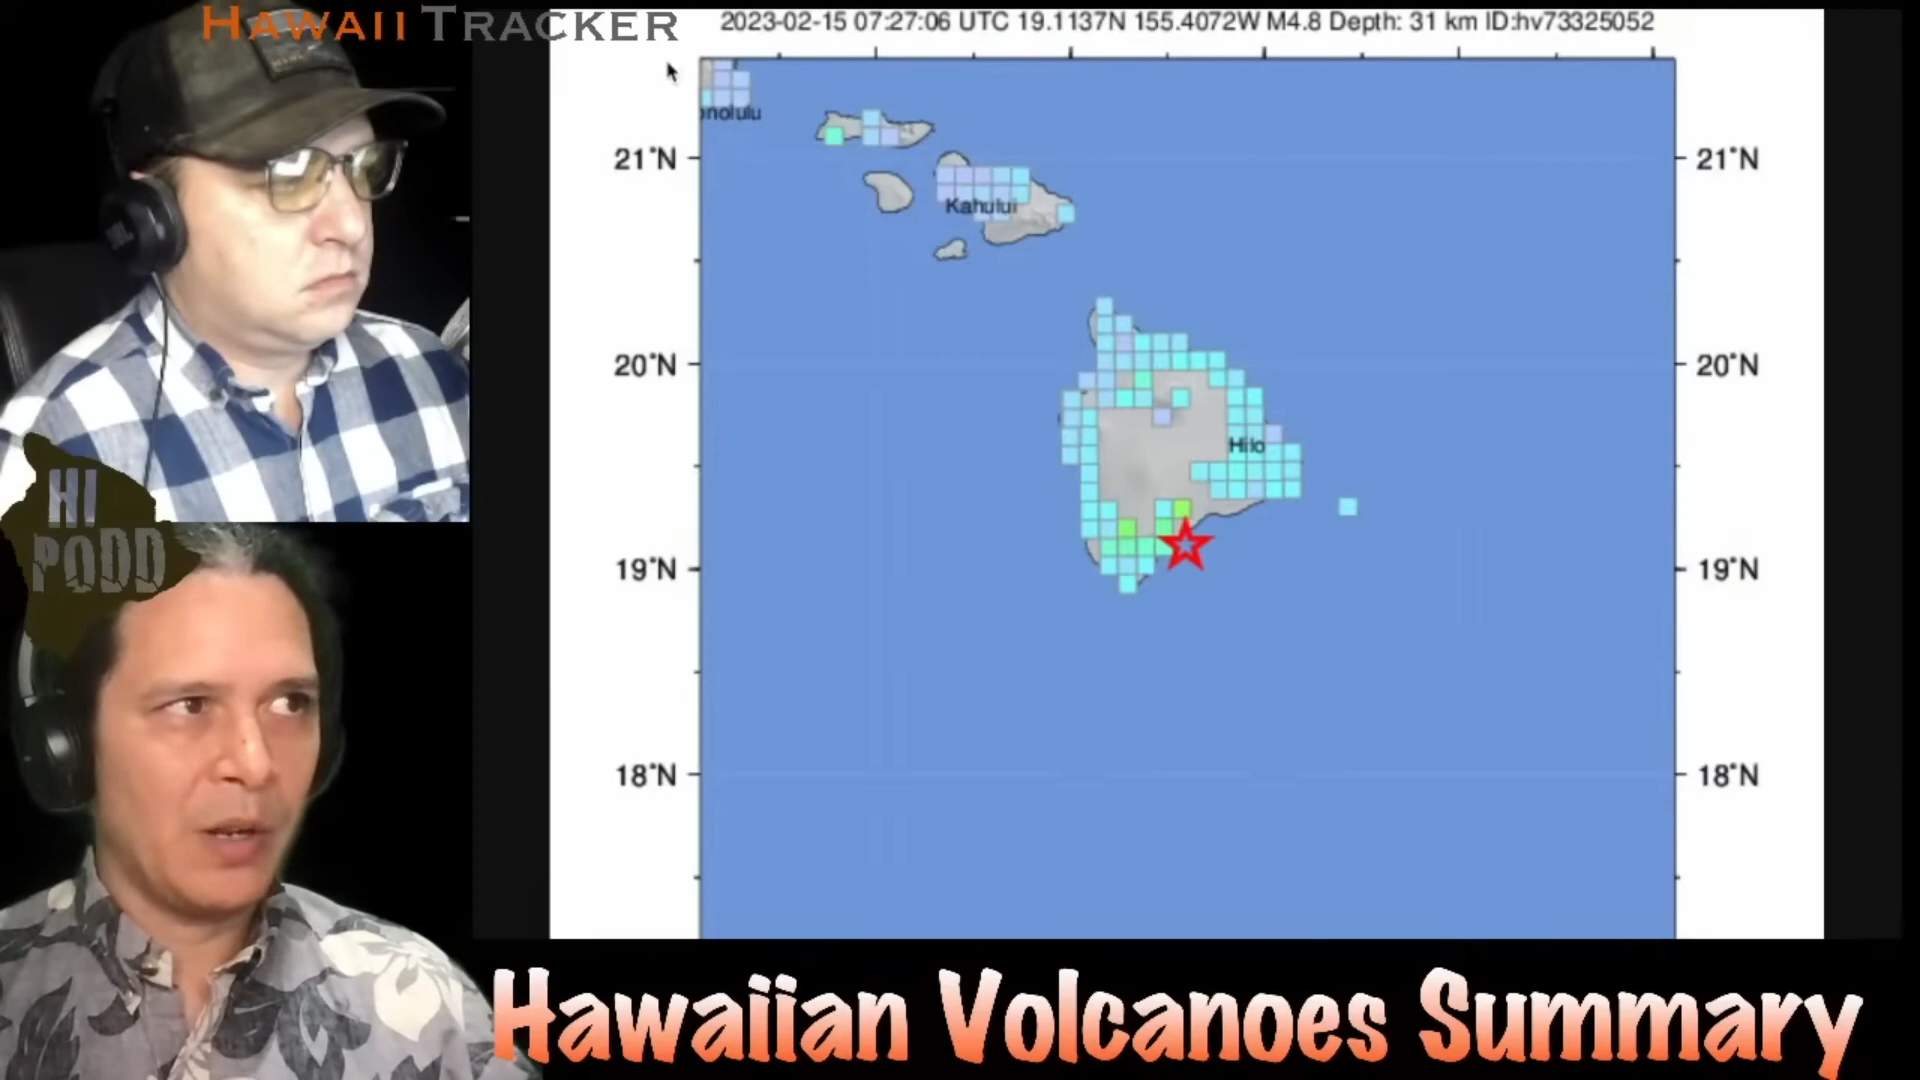 HAWAII TRACKER
2023-02-15 07:27:06 UTC 19.1137N 155.4072W M4.8 Depth: 31 km ID:hv73325052
onolulu
21°N
21°N
Kahului
20°N
20°N
Hilo
HI
PODD
19°N
19°N
18°N
18°N
Hawaiian Volcanoes Summary